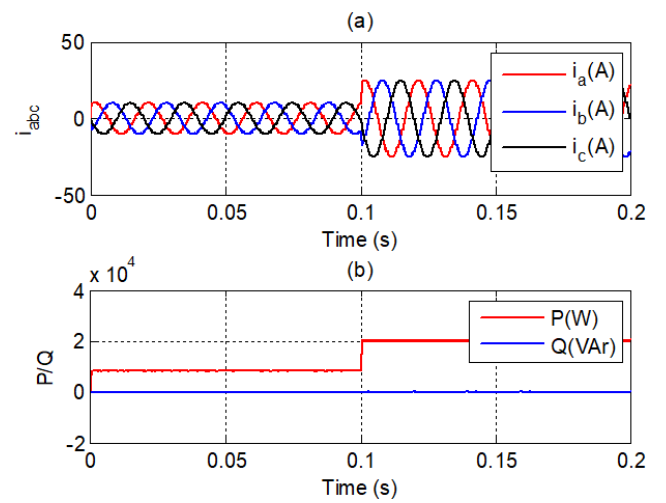 (a)
50
0
-50
i_abc
i_a(A)
i_b(A)
i_c(A)
0 0.05 0.1 0.15 0.2
Time (s)
(b)
x 10^4
4
2
0
-2
P/Q
P(W)
Q(VAr)
0 0.05 0.1 0.15 0.2
Time (s)